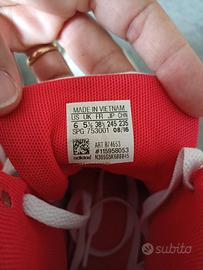 MADE IN VIETNAM
US UK FR JP CHN
6 5½ 38⅔ 245 235
SPG 753001 08/16
ART B74653
#115958053
adidas
subito